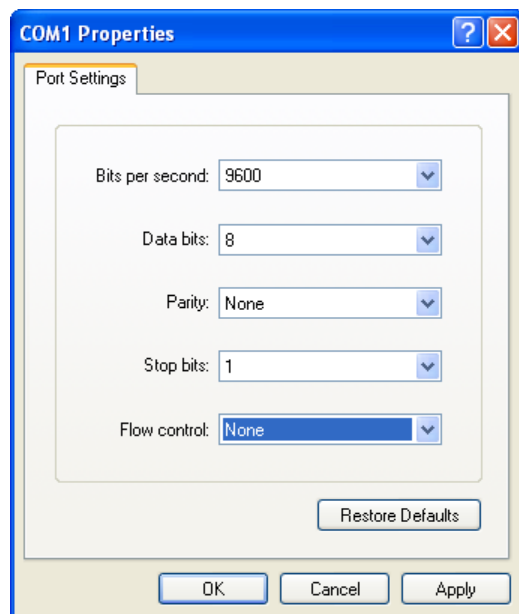 COM1 Properties
Port Settings
Bits per second: 9600
Data bits: 8
Parity: None
Stop bits: 1
Flow control: None
Restore Defaults
OK Cancel Apply